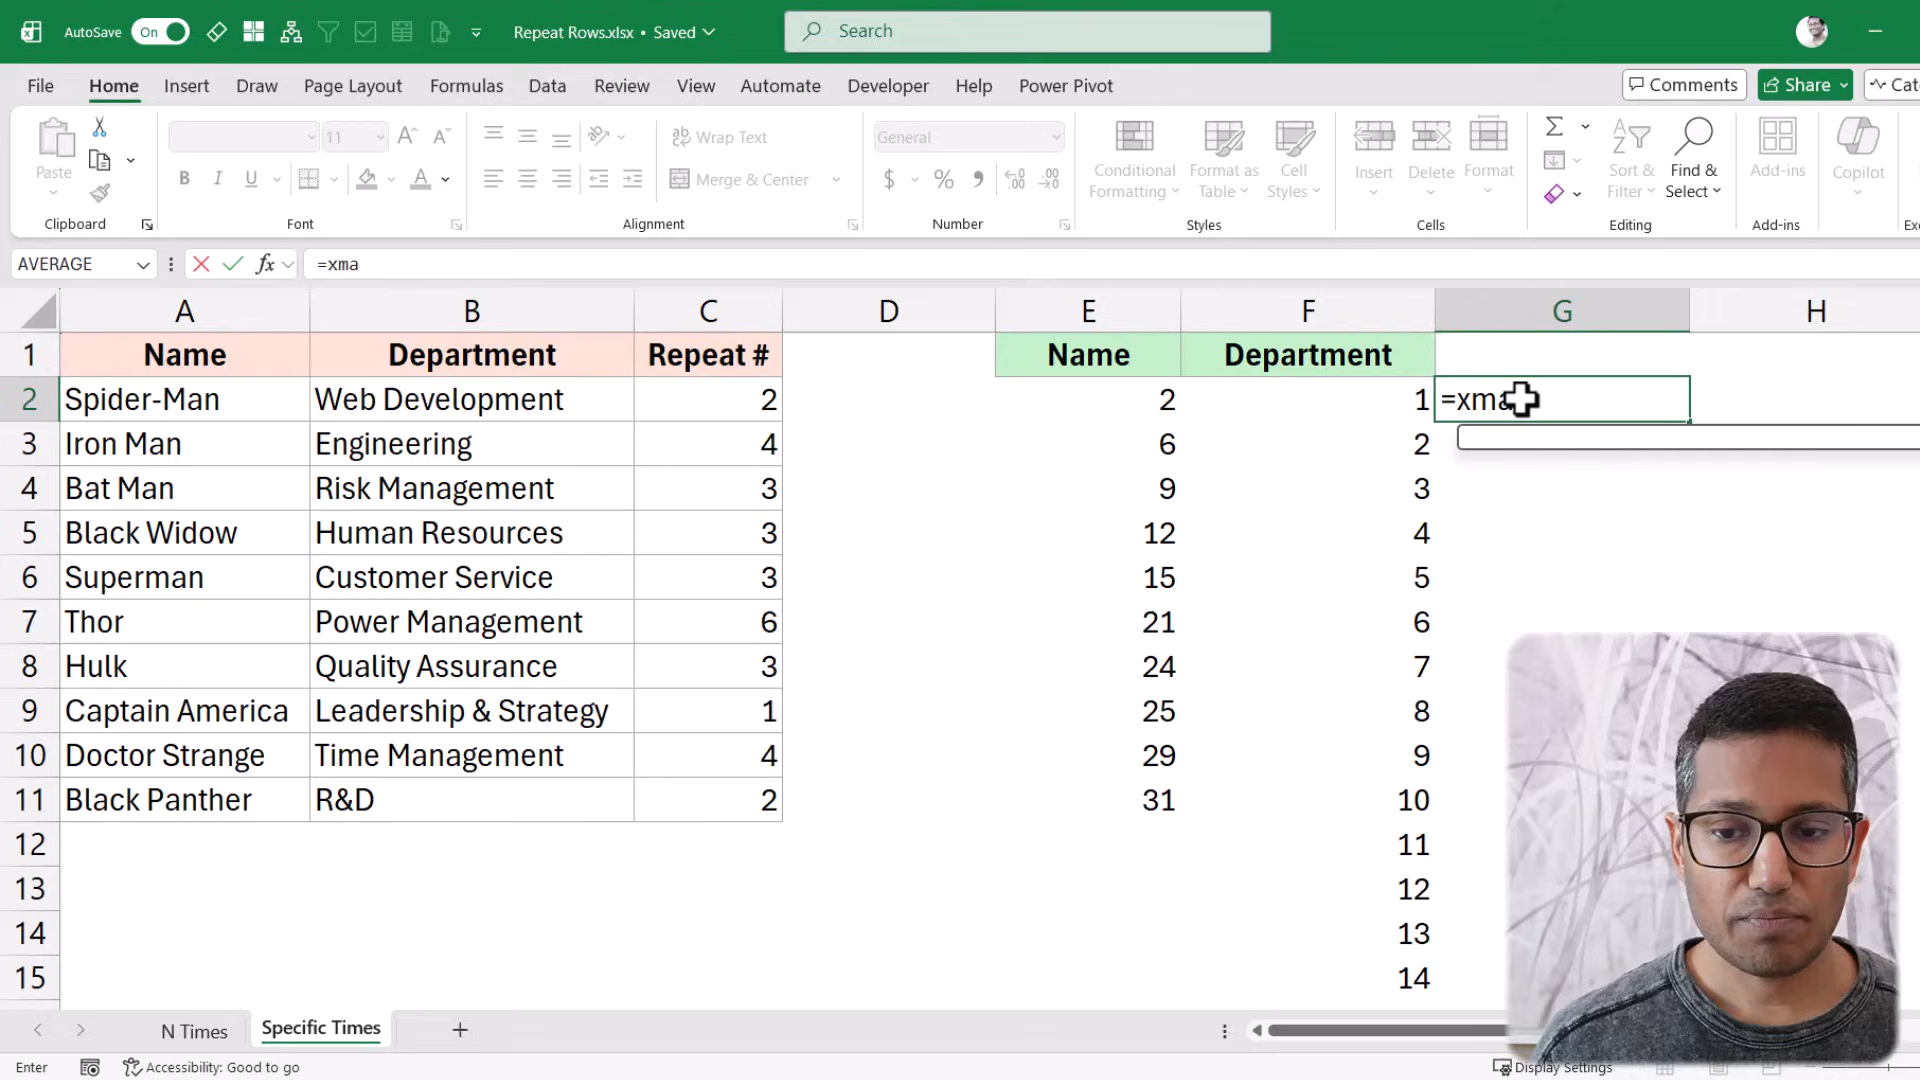 AutoSave On Repeat Rows.xlsx • Saved Search
File Home Insert Draw Page Layout Formulas Data Review View Automate Developer Help Power Pivot Comments Share
Paste 11 A^ Aˇ Wrap Text General Conditional Formatting Format as Table Cell Styles Insert Delete Format Sort & Filter Find & Select Add-ins Copilot
B I U A Merge & Center $ %
Clipboard Font Alignment Number Styles Cells Editing Add-ins
AVERAGE fx =xma
A B C D E F G H
1 Name Department Repeat # Name Department
2 Spider-Man Web Development 2 2 1 =xma
3 Iron Man Engineering 4 6 2
4 Bat Man Risk Management 3 9 3
5 Black Widow Human Resources 3 12 4
6 Superman Customer Service 3 15 5
7 Thor Power Management 6 21 6
8 Hulk Quality Assurance 3 24 7
9 Captain America Leadership & Strategy 1 25 8
10 Doctor Strange Time Management 4 29 9
11 Black Panther R&D 2 31 10
12 11
13 12
14 13
15 14
N Times Specific Times
Enter Accessibility: Good to go Display Settings